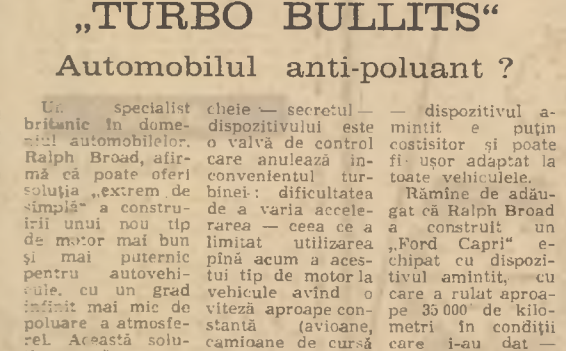 „TURBO BULLITS“
Automobilul anti-poluant ?
Un specialist
britanic în dome-
niul automobilelor,
Ralph Broad, afir-
mă că poate oferi
soluția „extrem de
simplă“ a constru-
irii unui nou tip
de motor mai bun
și mai puternic
pentru autovehi-
cule, cu un grad
infinit mai mic de
poluare a atmosfe-
rei. Această solu-
cheie — secretul —
dispozitivului este
o valvă de control
care anulează in-
convenientul tur-
binei : dificultatea
de a varia accele-
rarea — ceea ce a
limitat utilizarea
pînă acum a aces-
tui tip de motor la
vehicule avînd o
viteză aproape con-
stantă (avioane,
camioane de cursă
— dispozitivul a-
mintit e puțin
costisitor și poate
fi ușor adaptat la
toate vehiculele.
Rămîne de adău-
gat că Ralph Broad
a construit un
„Ford Capri“ e-
chipat cu dispozi-
tivul amintit, cu
care a rulat aproa-
pe 35 000 de kilo-
metri în condiții
care i-au dat —